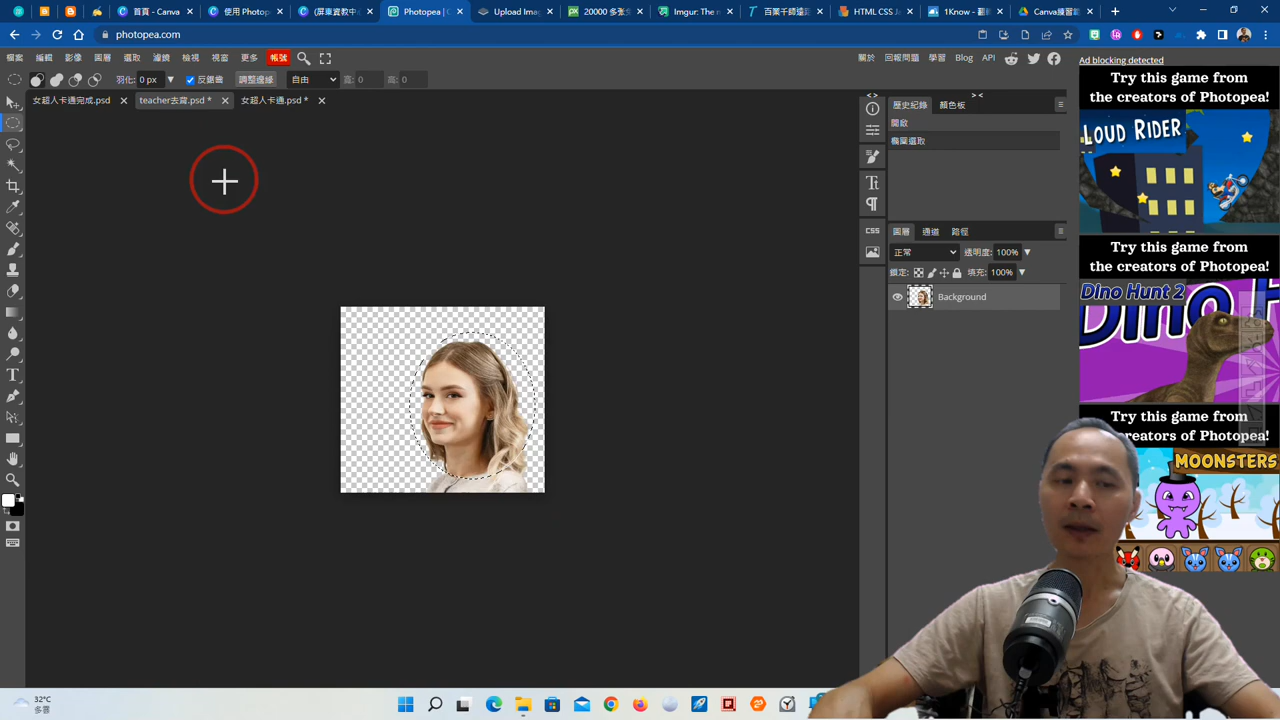 首頁 - Canva
使用 Photop
(屏東資教中心
Photopea | O
Upload Imag
20000 多張免
Imgur: The m
百業千師遊
HTML CSS JA
1Know - 翻轉
Canva練習範
photopea.com
檔案 編輯 影像 圖層 選取 濾鏡 檢視 視窗 更多 帳號
關於 回報問題 學習 Blog API
Ad blocking detected
羽化: 0 px 反鋸齒 調整邊緣 自由 寬: 0 高: 0
女超人卡通完成.psd
teacher去背.psd *
女超人卡通.psd *
歷史紀錄 顏色板
開啟
橢圓選取
CSS
圖層 通道 路徑
正常 透明度: 100%
鎖定: 填充: 100%
Background
Try this game from
the creators of Photopea!
LOUD RIDER
Try this game from
the creators of Photopea!
Dino Hunt 2
Try this game from
creators of Photopea!
MOONSTERS
32°C
多雲